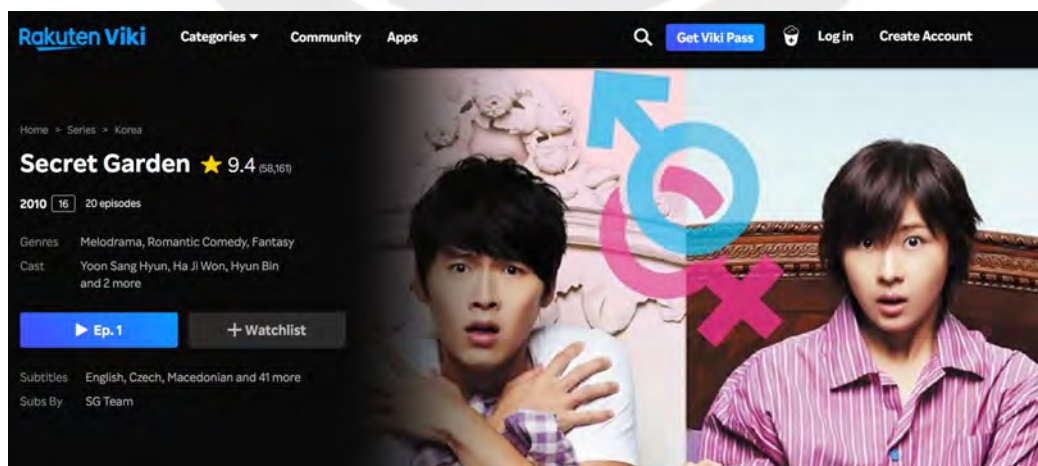 Rakuten Viki Categories Community Apps Get Viki Pass Log in Create Account
Home > Series > Korea
Secret Garden 9.4 (58,161)
2010 16 20 episodes
Genres Melodrama, Romantic Comedy, Fantasy
Cast Yoon Sang Hyun, Ha Ji Won, Hyun Bin
and 2 more
Ep. 1 + Watchlist
Subtitles English, Czech, Macedonian and 41 more
Subs By SG Team